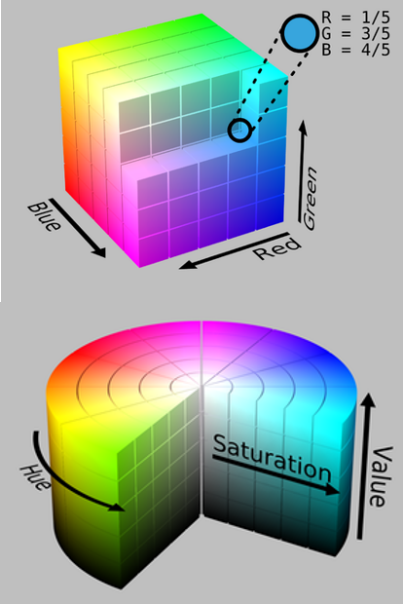 R = 1/5
G = 3/5
B = 4/5
Green
Blue
Red
Saturation
Hue
Value